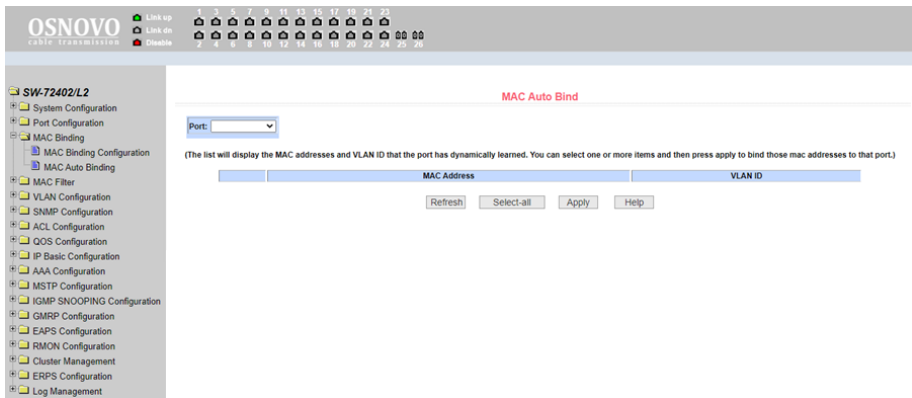 OSNOVO
cable transmission
Link up
Link dn
Disable
1 3 5 7 9 11 13 15 17 19 21 23
2 4 6 8 10 12 14 16 18 20 22 24 25 26
SW-72402/L2
System Configuration
Port Configuration
MAC Binding
MAC Binding Configuration
MAC Auto Binding
MAC Filter
VLAN Configuration
SNMP Configuration
ACL Configuration
QOS Configuration
IP Basic Configuration
AAA Configuration
MSTP Configuration
IGMP SNOOPING Configuration
GMRP Configuration
EAPS Configuration
RMON Configuration
Cluster Management
ERPS Configuration
Log Management
MAC Auto Bind
Port:
(The list will display the MAC addresses and VLAN ID that the port has dynamically learned. You can select one or more items and then press apply to bind those mac addresses to that port.)
MAC Address VLAN ID
Refresh Select-all Apply Help